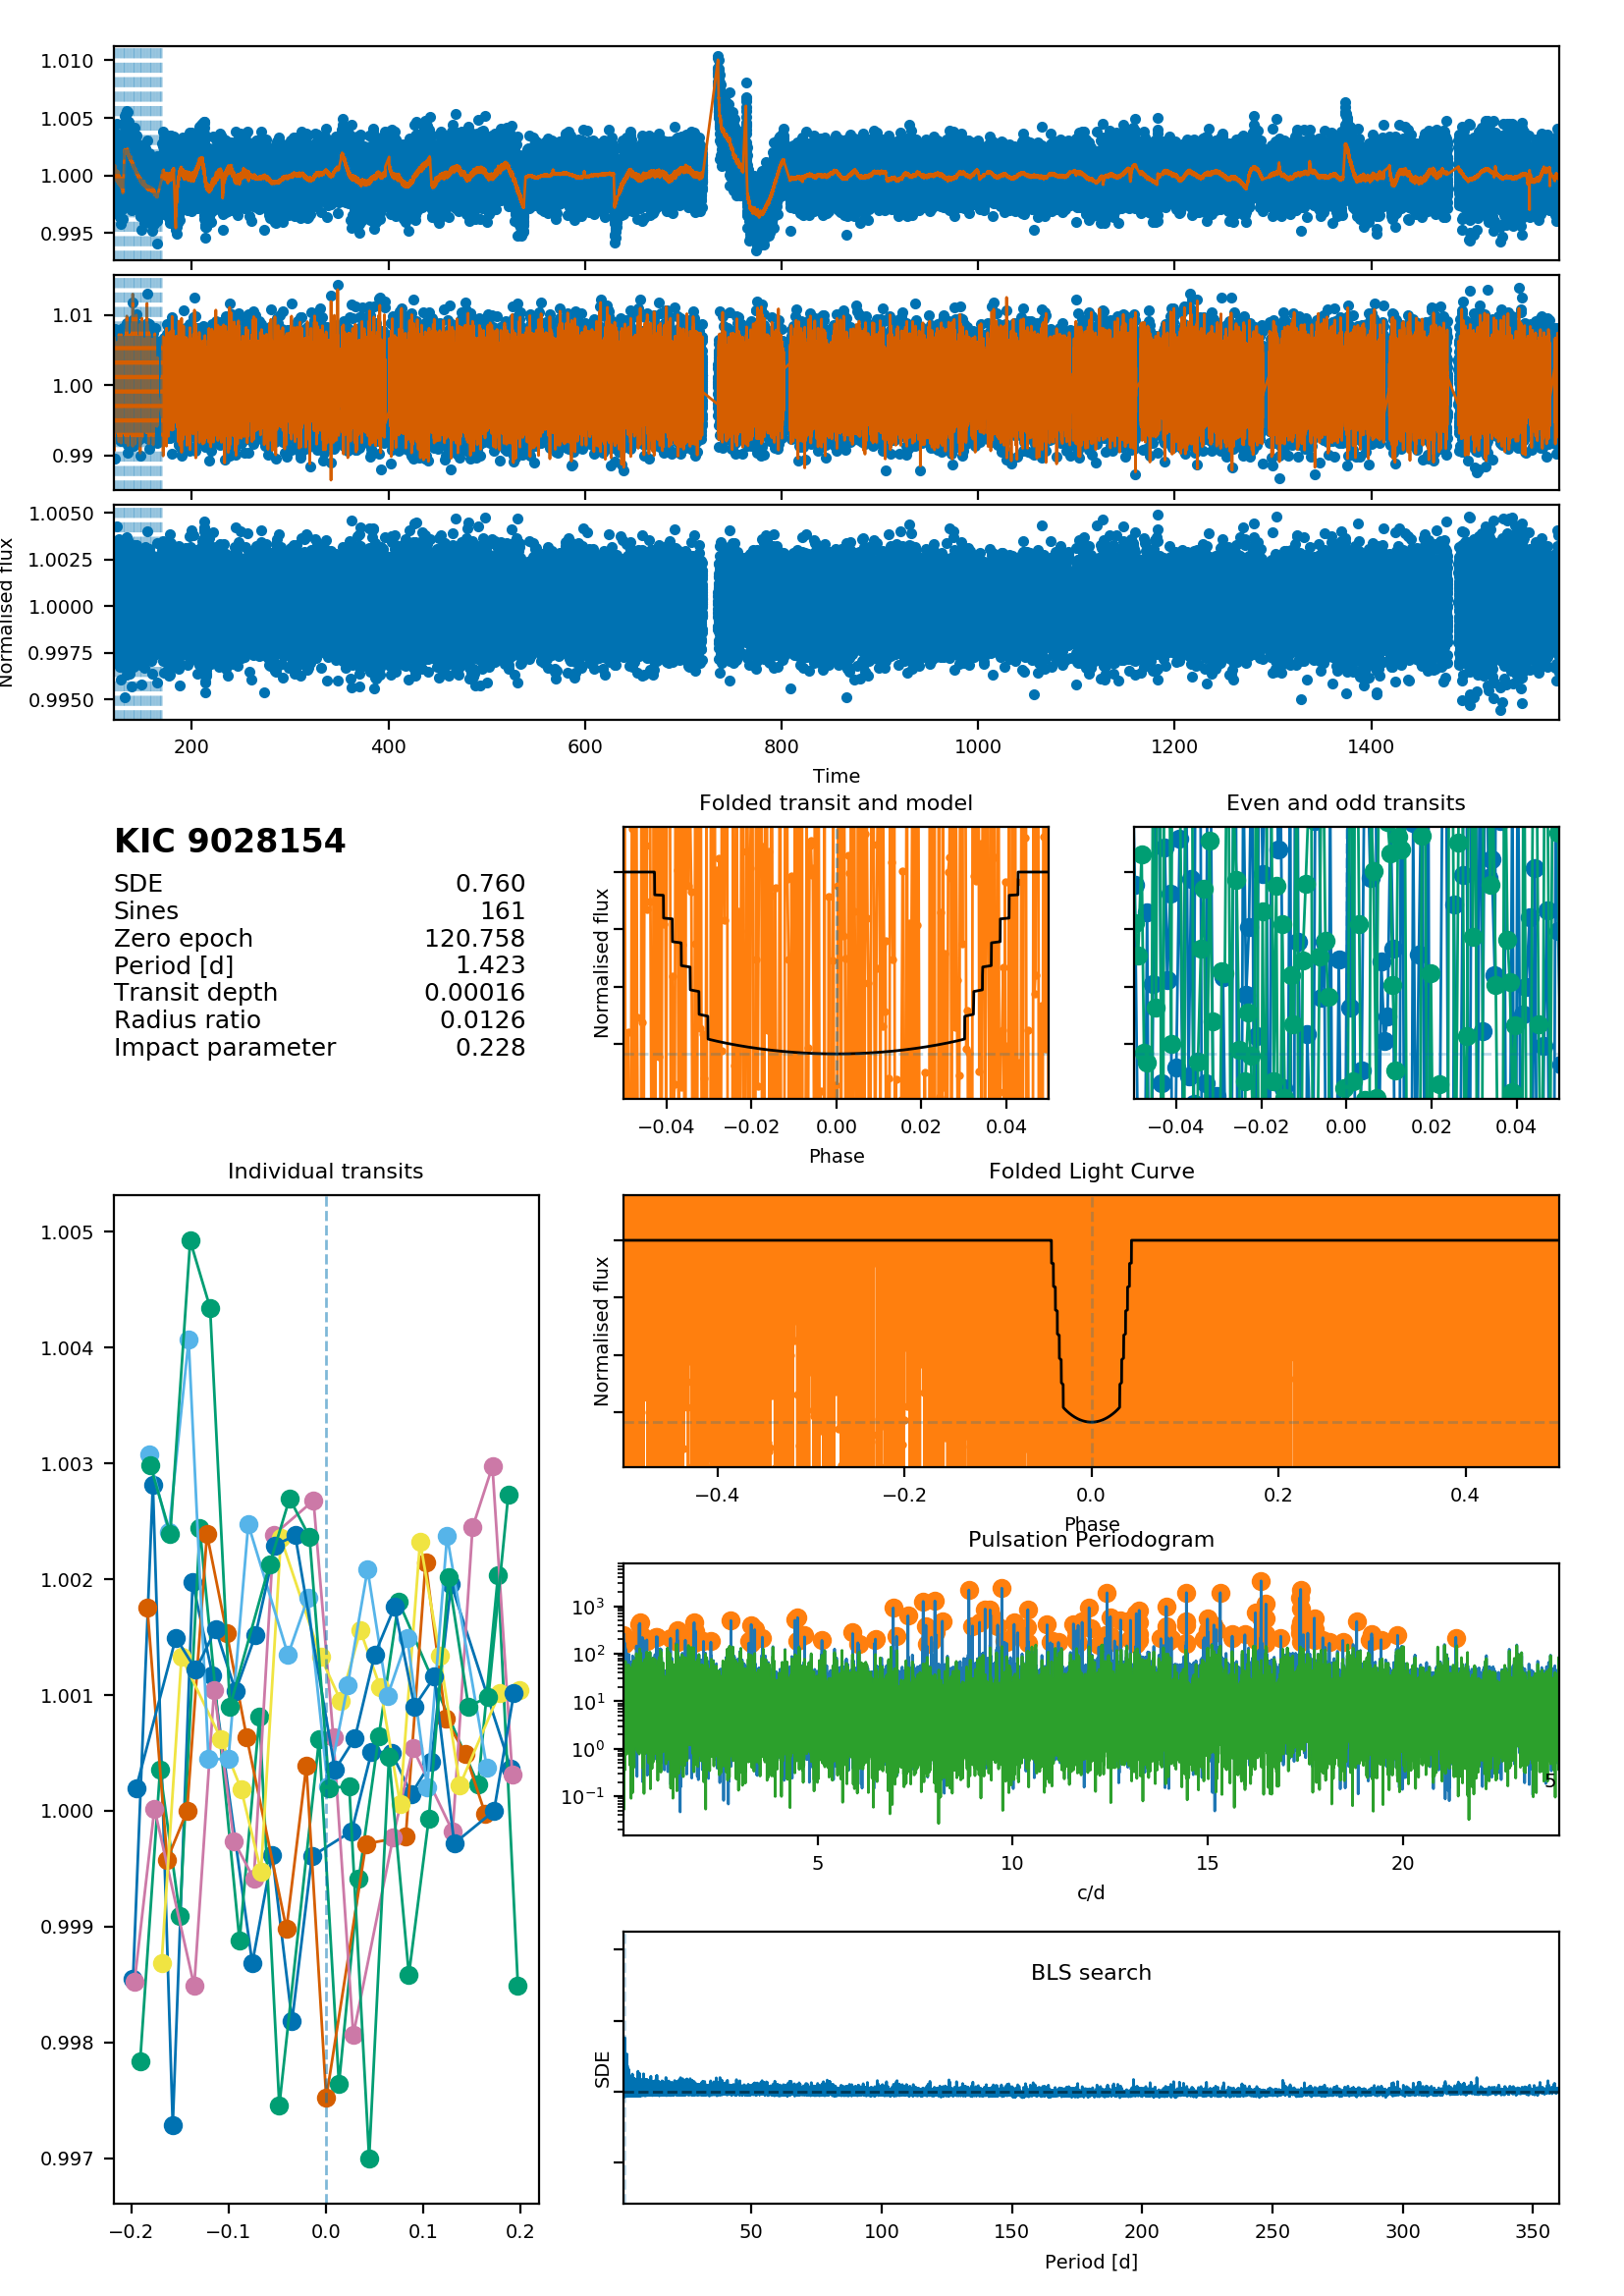 1.010
1.005
1.000
0.995
1.01
1.00
0.99
1.0050
1.0025
1.0000
0.9975
0.9950
Normalised flux
200 400 600 800 1000 1200 1400
Time
KIC 9028154
SDE 0.760
Sines 161
Zero epoch 120.758
Period [d] 1.423
Transit depth 0.00016
Radius ratio 0.0126
Impact parameter 0.228
Folded transit and model
Normalised flux
−0.04 −0.02 0.00 0.02 0.04
Phase
Even and odd transits
−0.04 −0.02 0.00 0.02 0.04
Individual transits
1.005
1.004
1.003
1.002
1.001
1.000
0.999
0.998
0.997
−0.2 −0.1 0.0 0.1 0.2
Folded Light Curve
Normalised flux
−0.4 −0.2 0.0 0.2 0.4
Phase
Pulsation Periodogram
10³
10²
10¹
10⁰
10⁻¹
5
5 10 15 20
c/d
BLS search
SDE
50 100 150 200 250 300 350
Period [d]